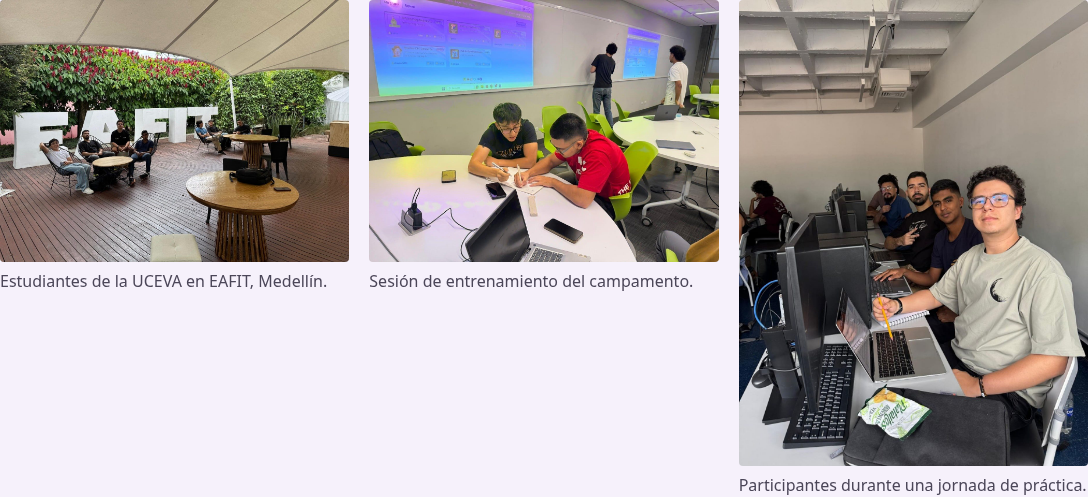 EAFIT
THE
Estudiantes de la UCEVA en EAFIT, Medellín.
Sesión de entrenamiento del campamento.
Participantes durante una jornada de práctica.